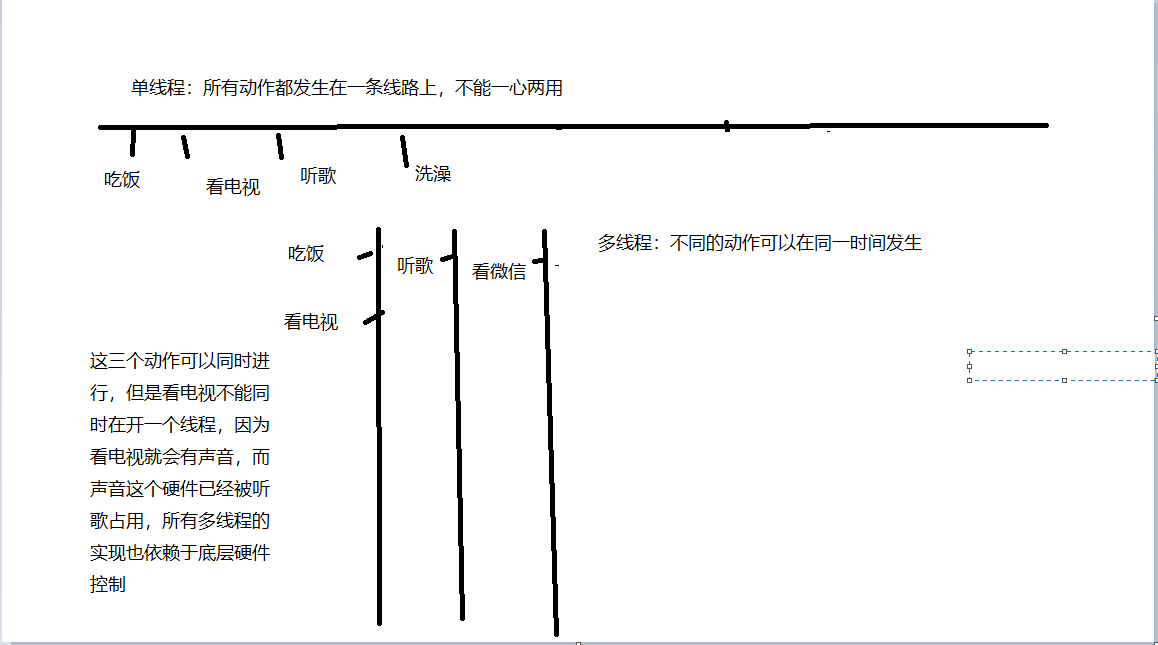 单线程：所有动作都发生在一条线路上，不能一心两用
吃饭
看电视
听歌
洗澡
多线程：不同的动作可以在同一时间发生
吃饭
听歌
看微信
看电视
这三个动作可以同时进
行，但是看电视不能同
时在开一个线程，因为
看电视就会有声音，而
声音这个硬件已经被听
歌占用，所有多线程的
实现也依赖于底层硬件
控制